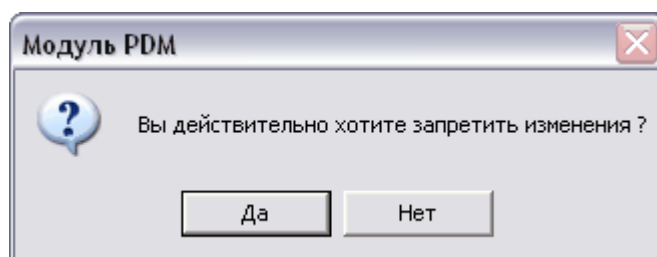 Модуль PDM
Вы действительно хотите запретить изменения ?
Да
Нет